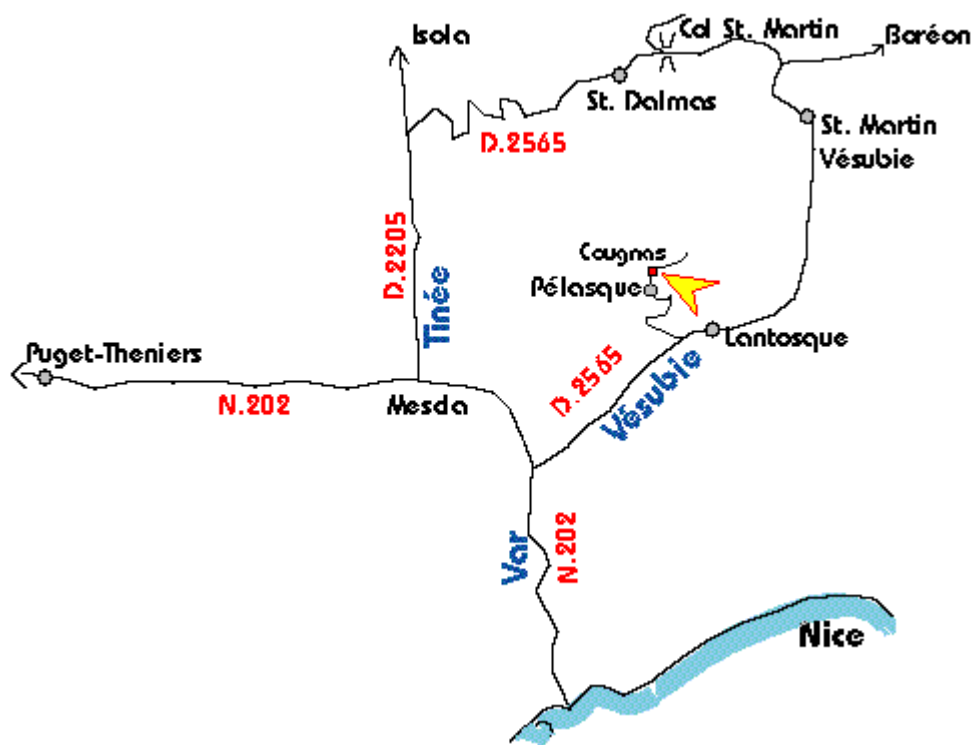 Col St. Martin
Isola
Boréon
St. Dalmas
St. Martin
Vésubie
D.2565
D.2205
Tinée
Cougnas
Pélasque
Lantosque
Puget-Theniers
N.202
Mesda
D.2565
Vésubie
Var
N.202
Nice